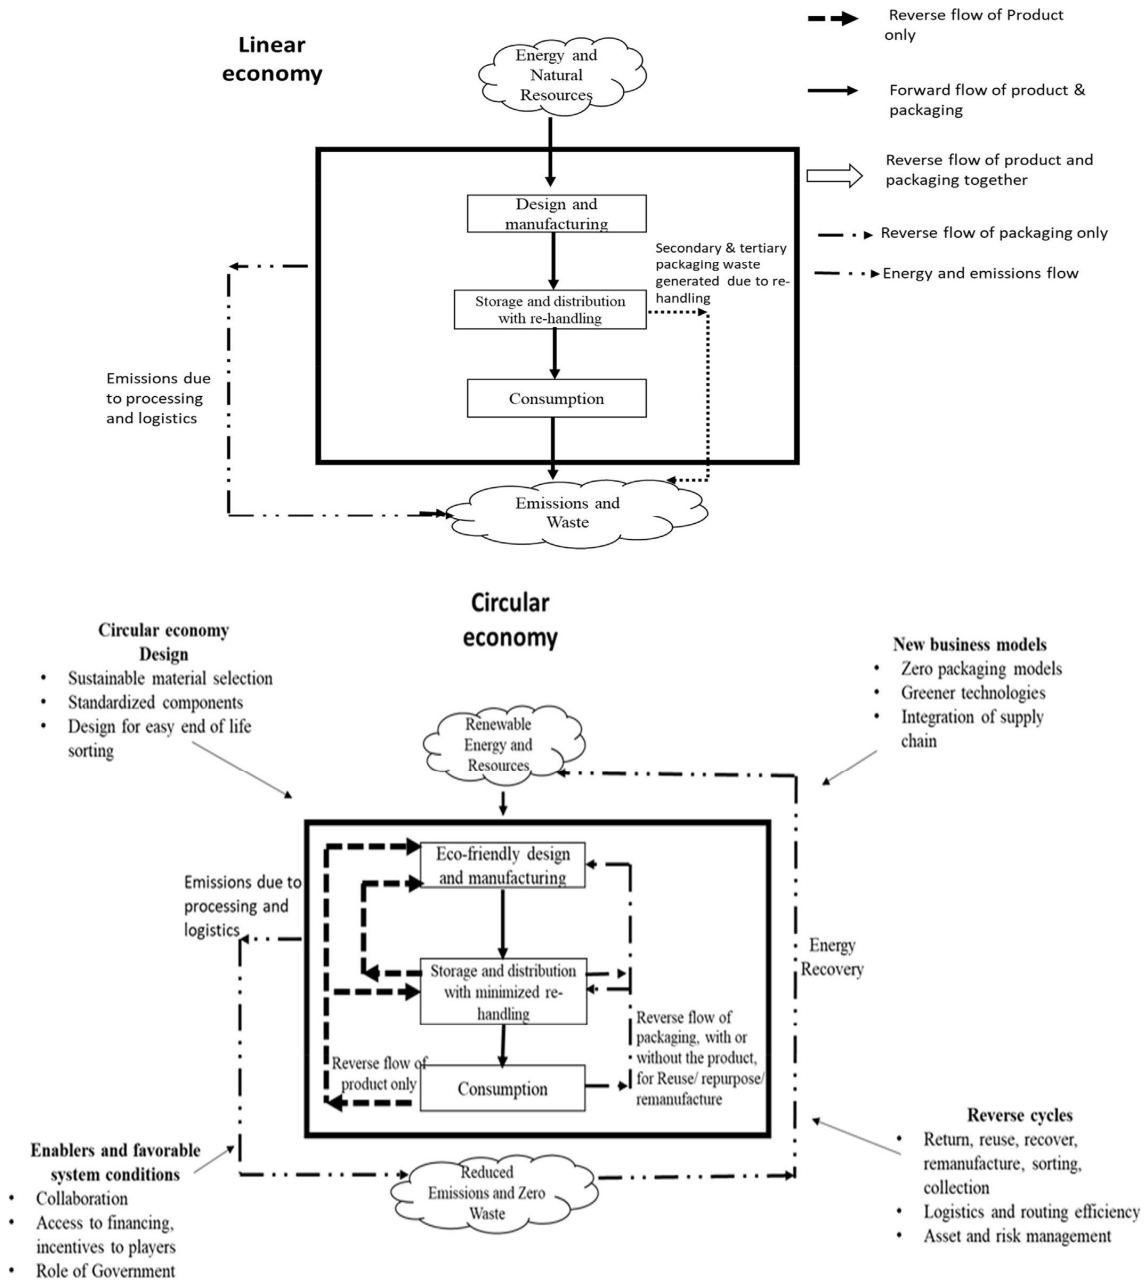 Linear
economy
Energy and
Natural
Resources
Reverse flow of Product
only
Forward flow of product &
packaging
Reverse flow of product and
packaging together
Reverse flow of packaging only
Energy and emissions flow
Design and
manufacturing
Secondary & tertiary
packaging waste
generated due to re-
handling
Storage and distribution
with re-handling
Consumption
Emissions due
to processing
and logistics
Emissions and
Waste
Circular
economy
Circular economy
Design
• Sustainable material selection
• Standardized components
• Design for easy end of life
sorting
New business models
• Zero packaging models
• Greener technologies
• Integration of supply
chain
Renewable
Energy and
Resources
Eco-friendly design
and manufacturing
Emissions due to
processing and
logistics
Storage and distribution
with minimized re-
handling
Energy
Recovery
Reverse flow of
packaging, with or
without the product,
for Reuse/ repurpose/
remanufacture
Reverse flow of
product only
Consumption
Reduced
Emissions and Zero
Waste
Enablers and favorable
system conditions
• Collaboration
• Access to financing,
incentives to players
• Role of Government
Reverse cycles
• Return, reuse, recover,
remanufacture, sorting,
collection
• Logistics and routing efficiency
• Asset and risk management